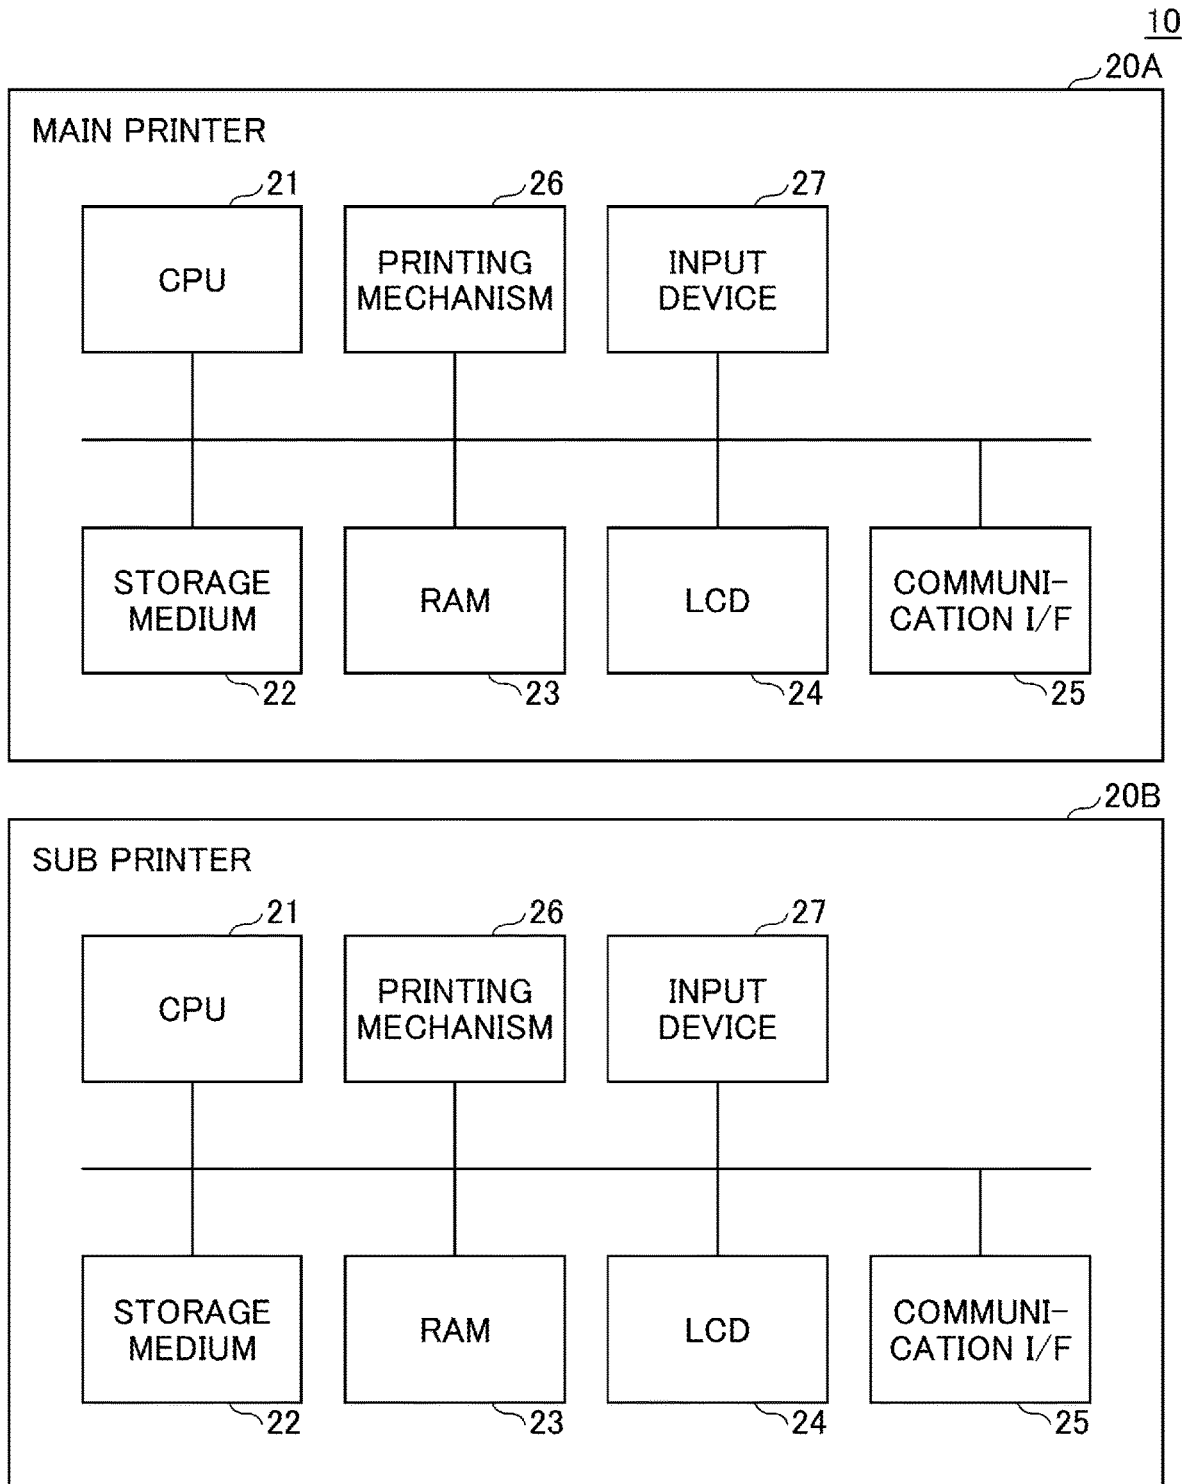 10
20A
MAIN PRINTER
21
26
27
CPU
PRINTING
MECHANISM
INPUT
DEVICE
STORAGE
MEDIUM
RAM
LCD
COMMUNI-
CATION I/F
22
23
24
25
20B
SUB PRINTER
21
26
27
CPU
PRINTING
MECHANISM
INPUT
DEVICE
STORAGE
MEDIUM
RAM
LCD
COMMUNI-
CATION I/F
22
23
24
25